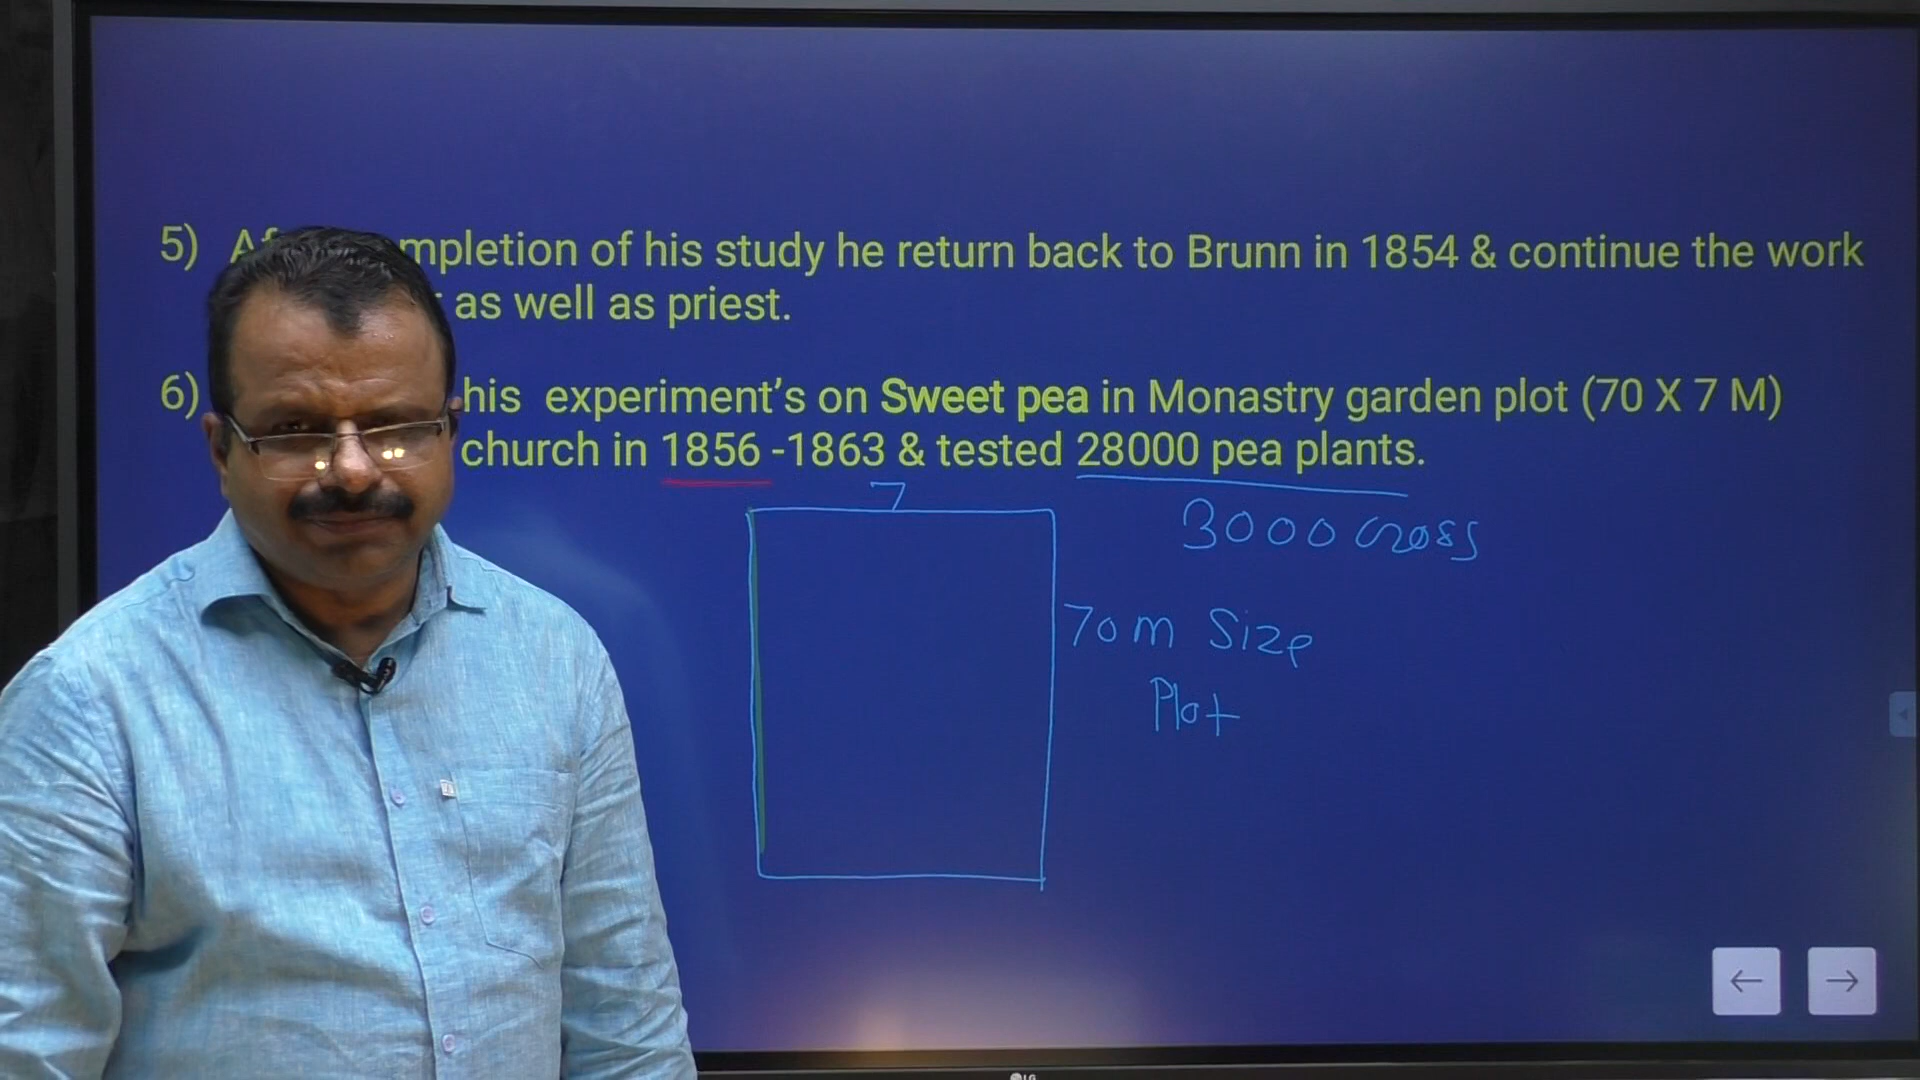 5) mpletion of his study he return back to Brunn in 1854 & continue the work
as well as priest.
6) his experiment's on Sweet pea in Monastry garden plot (70 X 7 M)
church in 1856 -1863 & tested 28000 pea plants.
7
3000 cross
70m Size
Plot
LG